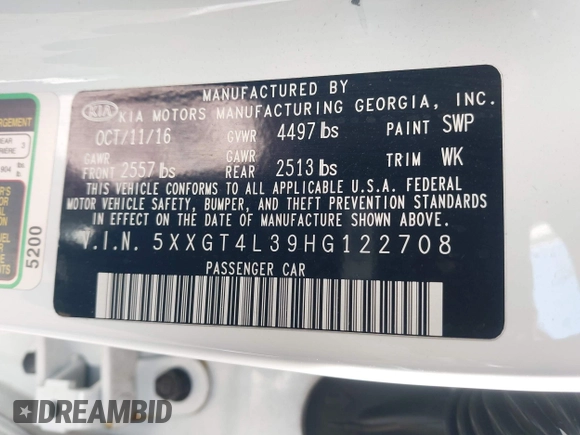 MANUFACTURED BY
KIA KIA MOTORS MANUFACTURING GEORGIA, INC.
OCT/11/16 GVWR 4497 lbs PAINT SWP
GAWR FRONT 2557 lbs GAWR REAR 2513 lbs TRIM WK
THIS VEHICLE CONFORMS TO ALL APPLICABLE U.S.A. FEDERAL
MOTOR VEHICLE SAFETY, BUMPER, AND THEFT PREVENTION STANDARDS
IN EFFECT ON THE DATE OF MANUFACTURE SHOWN ABOVE.
V.I.N. 5XXGT4L39HG122708
PASSENGER CAR
5200
DREAMBID